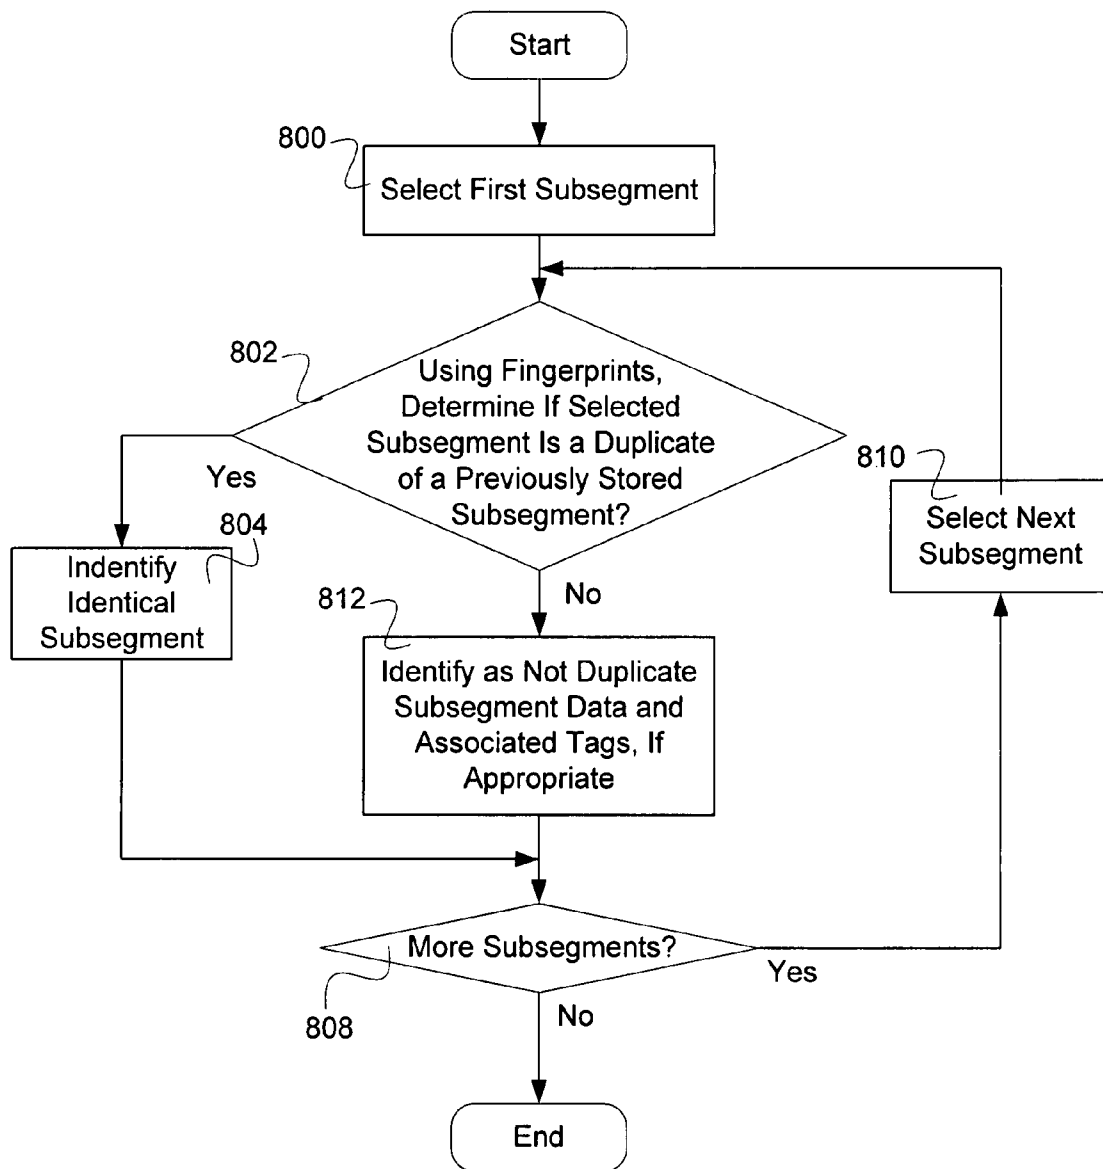 Start
800
Select First Subsegment
802
Using Fingerprints,
Determine If Selected
Subsegment Is a Duplicate
of a Previously Stored
Subsegment?
Yes
810
Select Next
Subsegment
804
Indentify
Identical
Subsegment
No
812
Identify as Not Duplicate
Subsegment Data and
Associated Tags, If
Appropriate
More Subsegments?
Yes
808
No
End